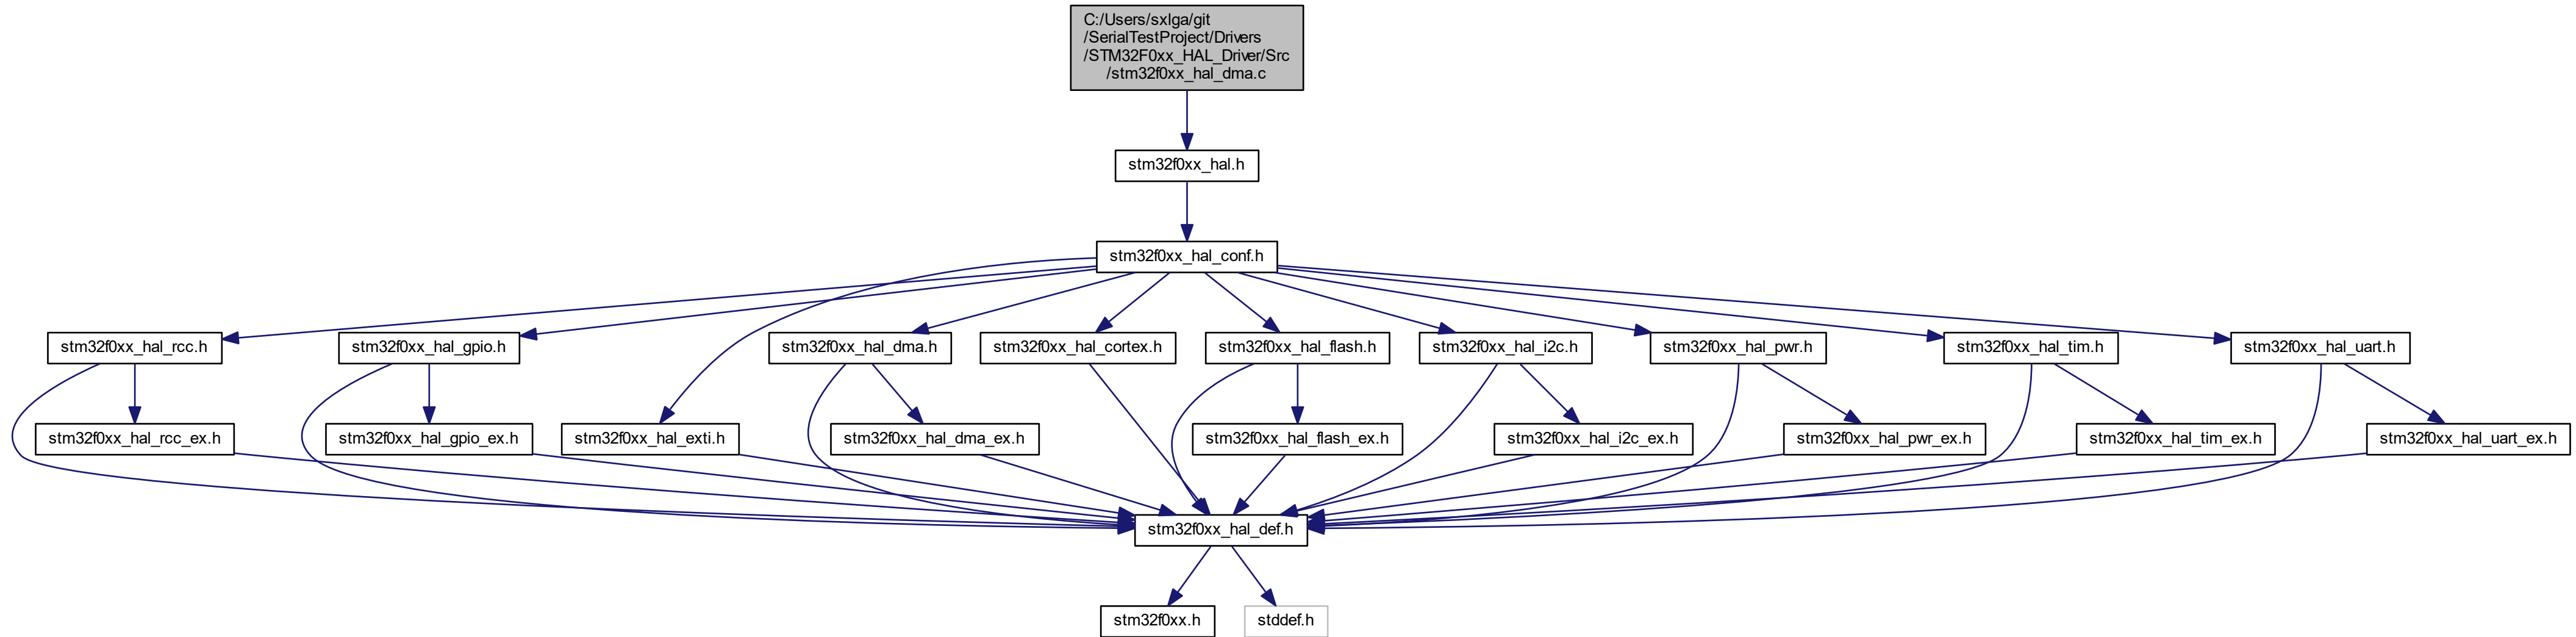 C:/Users/sxlga/git
/SerialTestProject/Drivers
/STM32F0xx_HAL_Driver/Src
/stm32f0xx_hal_dma.c
stm32f0xx_hal.h
stm32f0xx_hal_conf.h
stm32f0xx_hal_rcc.h
stm32f0xx_hal_gpio.h
stm32f0xx_hal_dma.h
stm32f0xx_hal_cortex.h
stm32f0xx_hal_flash.h
stm32f0xx_hal_i2c.h
stm32f0xx_hal_pwr.h
stm32f0xx_hal_tim.h
stm32f0xx_hal_uart.h
stm32f0xx_hal_rcc_ex.h
stm32f0xx_hal_gpio_ex.h
stm32f0xx_hal_exti.h
stm32f0xx_hal_dma_ex.h
stm32f0xx_hal_flash_ex.h
stm32f0xx_hal_i2c_ex.h
stm32f0xx_hal_pwr_ex.h
stm32f0xx_hal_tim_ex.h
stm32f0xx_hal_uart_ex.h
stm32f0xx_hal_def.h
stm32f0xx.h
stddef.h